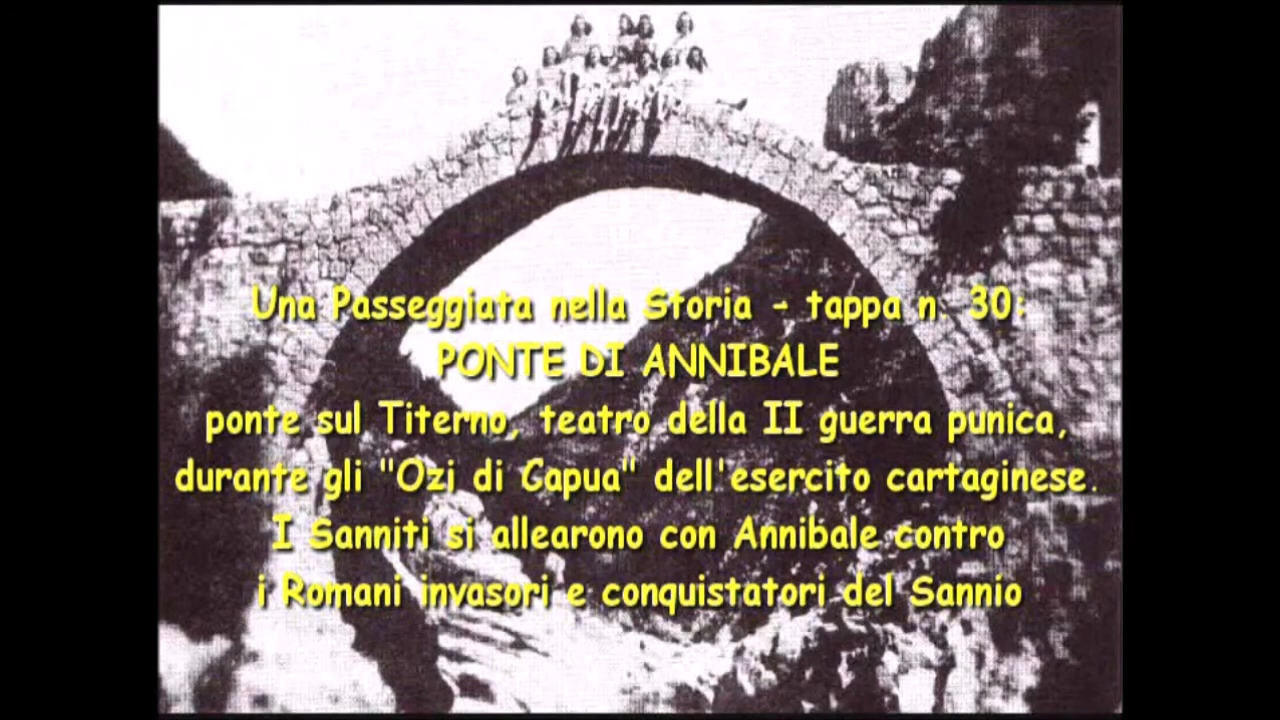 Una Passeggiata nella Storia - tappa n. 30:
PONTE DI ANNIBALE
ponte sul Titerno, teatro della II guerra punica,
durante gli "Ozi di Capua" dell'esercito cartaginese.
I Sanniti si allearono con Annibale contro
i Romani invasori e conquistatori del Sannio